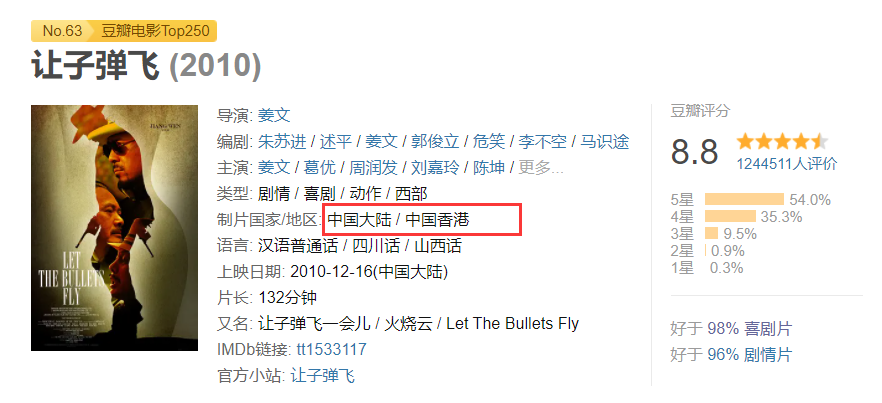 No.63 豆瓣电影Top250
让子弹飞 (2010)
JIANG WEN
LET
THE BULLETS
FLY
导演: 姜文
编剧: 朱苏进 / 述平 / 姜文 / 郭俊立 / 危笑 / 李不空 / 马识途
主演: 姜文 / 葛优 / 周润发 / 刘嘉玲 / 陈坤 / 更多...
类型: 剧情 / 喜剧 / 动作 / 西部
制片国家/地区: 中国大陆 / 中国香港
语言: 汉语普通话 / 四川话 / 山西话
上映日期: 2010-12-16(中国大陆)
片长: 132分钟
又名: 让子弹飞一会儿 / 火烧云 / Let The Bullets Fly
IMDb链接: tt1533117
官方小站: 让子弹飞
豆瓣评分
8.8
1244511人评价
5星 54.0%
4星 35.3%
3星 9.5%
2星 0.9%
1星 0.3%
好于 98% 喜剧片
好于 96% 剧情片